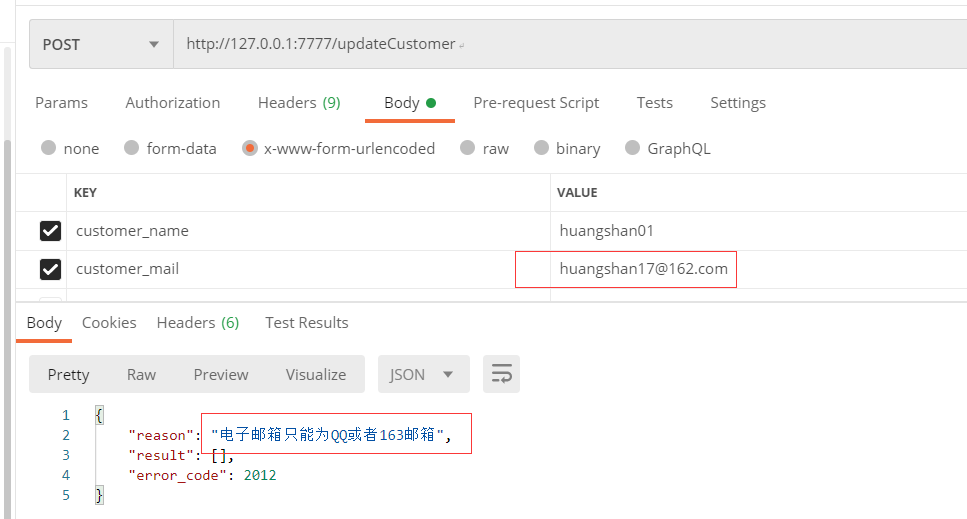 POST http://127.0.0.1:7777/updateCustomer
Params Authorization Headers (9) Body Pre-request Script Tests Settings
none form-data x-www-form-urlencoded raw binary GraphQL
KEY VALUE
customer_name huangshan01
customer_mail huangshan17@162.com
Body Cookies Headers (6) Test Results
Pretty Raw Preview Visualize JSON
1 {
2 "reason": "电子邮箱只能为QQ或者163邮箱",
3 "result": [],
4 "error_code": 2012
5 }